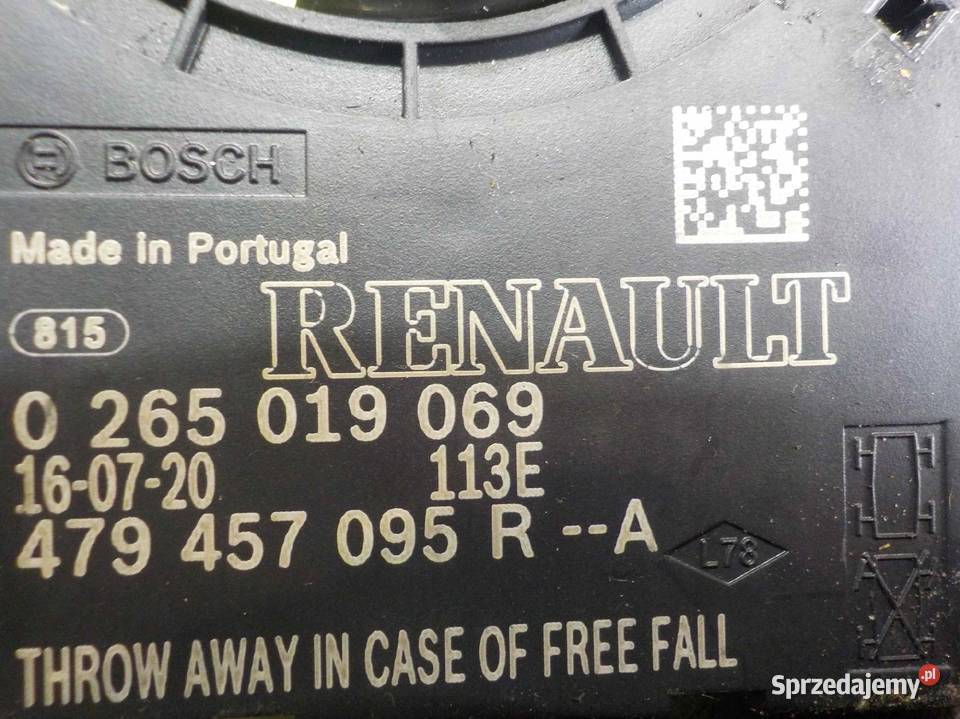 BOSCH
Made in Portugal
815
RENAULT
0 265 019 069
16-07-20 113E
479 457 095 R --A
L78
THROW AWAY IN CASE OF FREE FALL
Sprzedajemy.pl